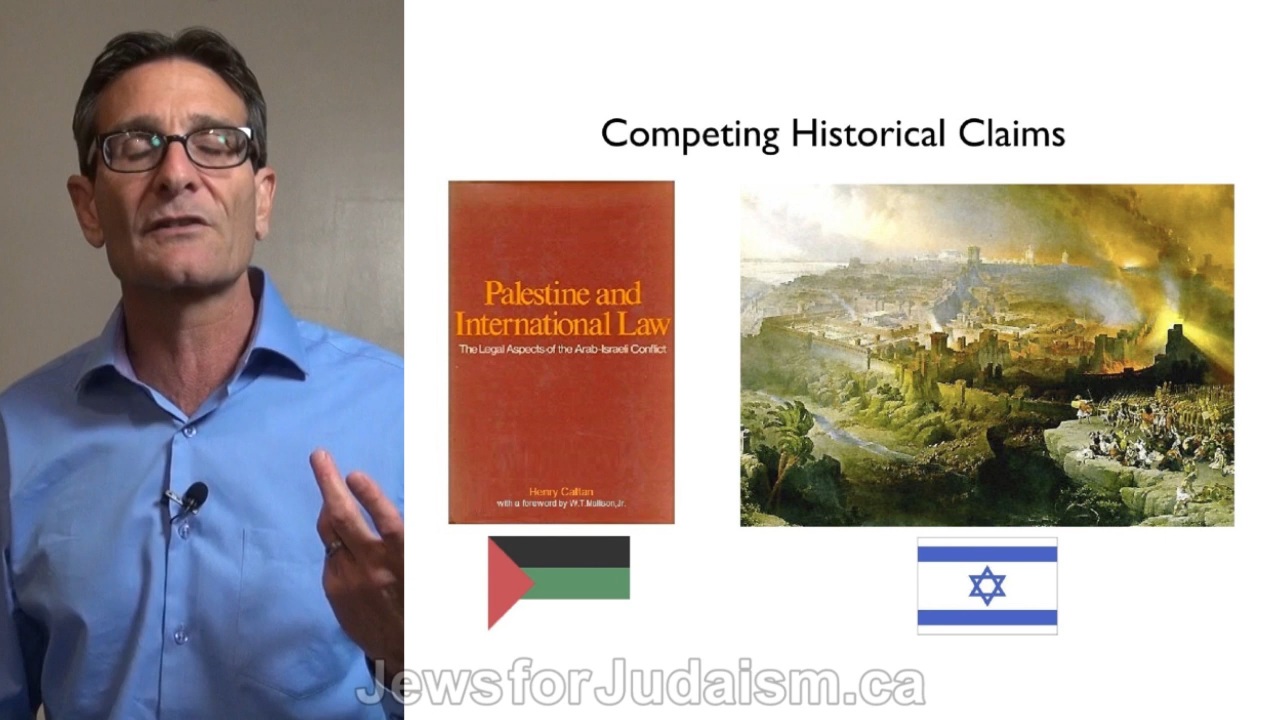 Competing Historical Claims
Palestine and
International Law
The Legal Aspects of the Arab-Israeli Conflict
Henry Cattan
with a foreword by W.T. Mallison, Jr.
JewsforJudaism.ca